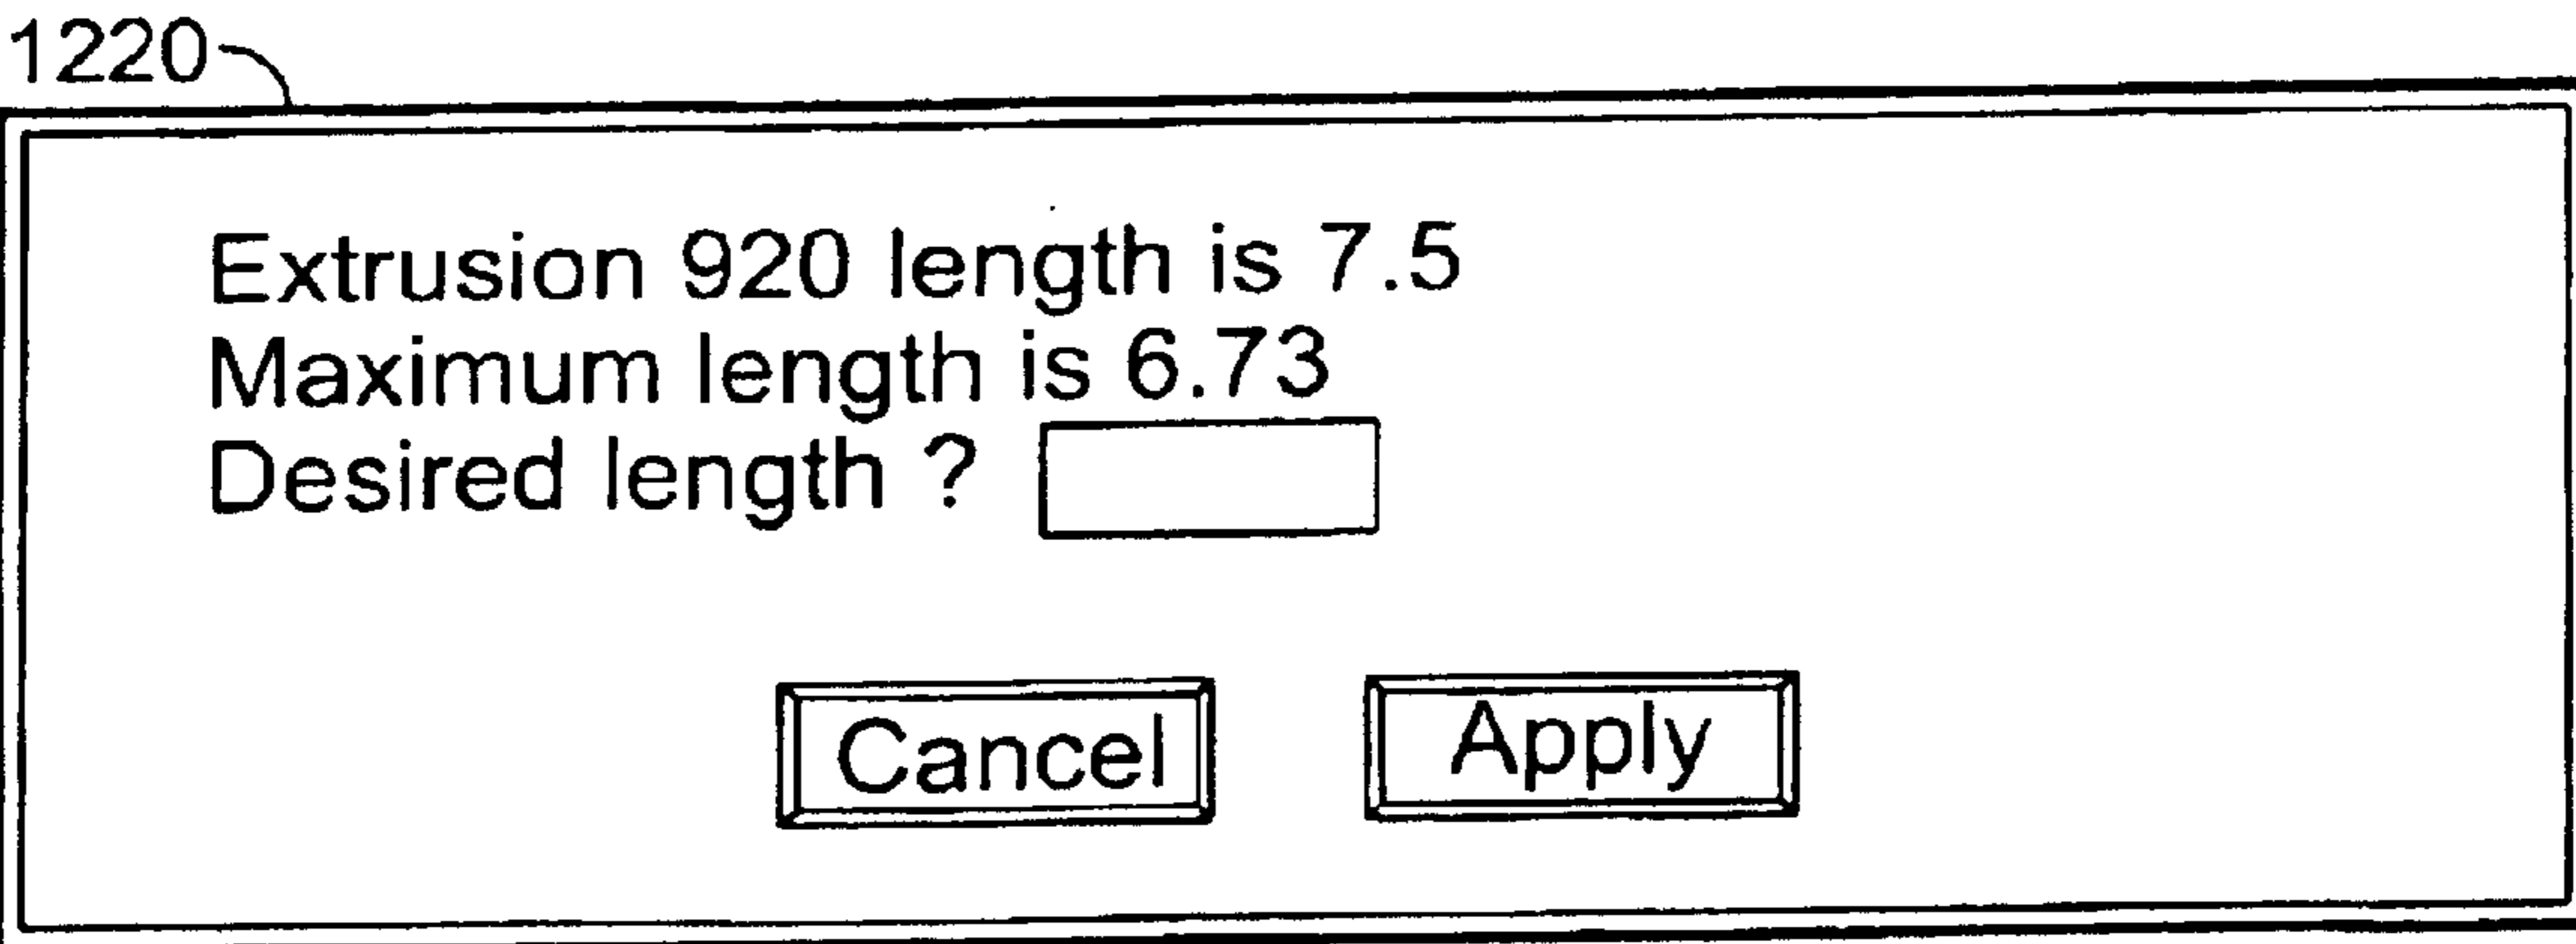 1220
Extrusion 920 length is 7.5
Maximum length is 6.73
Desired length ?
Cancel Apply